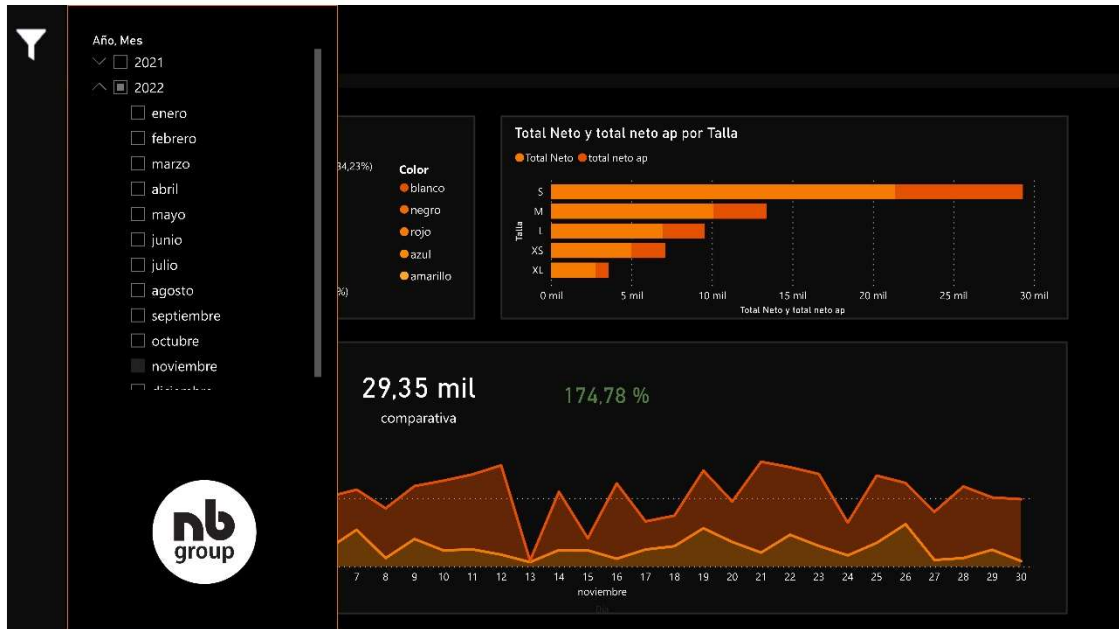 Año, Mes
2021
2022
enero
febrero
marzo
abril
mayo
junio
julio
agosto
septiembre
octubre
noviembre
diciembre
nb
group
34,23%)
Color
blanco
negro
rojo
azul
amarillo
%)
Total Neto y total neto ap por Talla
Total Neto total neto ap
Talla
S
M
L
XS
XL
0 mil 5 mil 10 mil 15 mil 20 mil 25 mil 30 mil
Total Neto y total neto ap
29,35 mil
comparativa
174,78 %
7 8 9 10 11 12 13 14 15 16 17 18 19 20 21 22 23 24 25 26 27 28 29 30
noviembre
Día